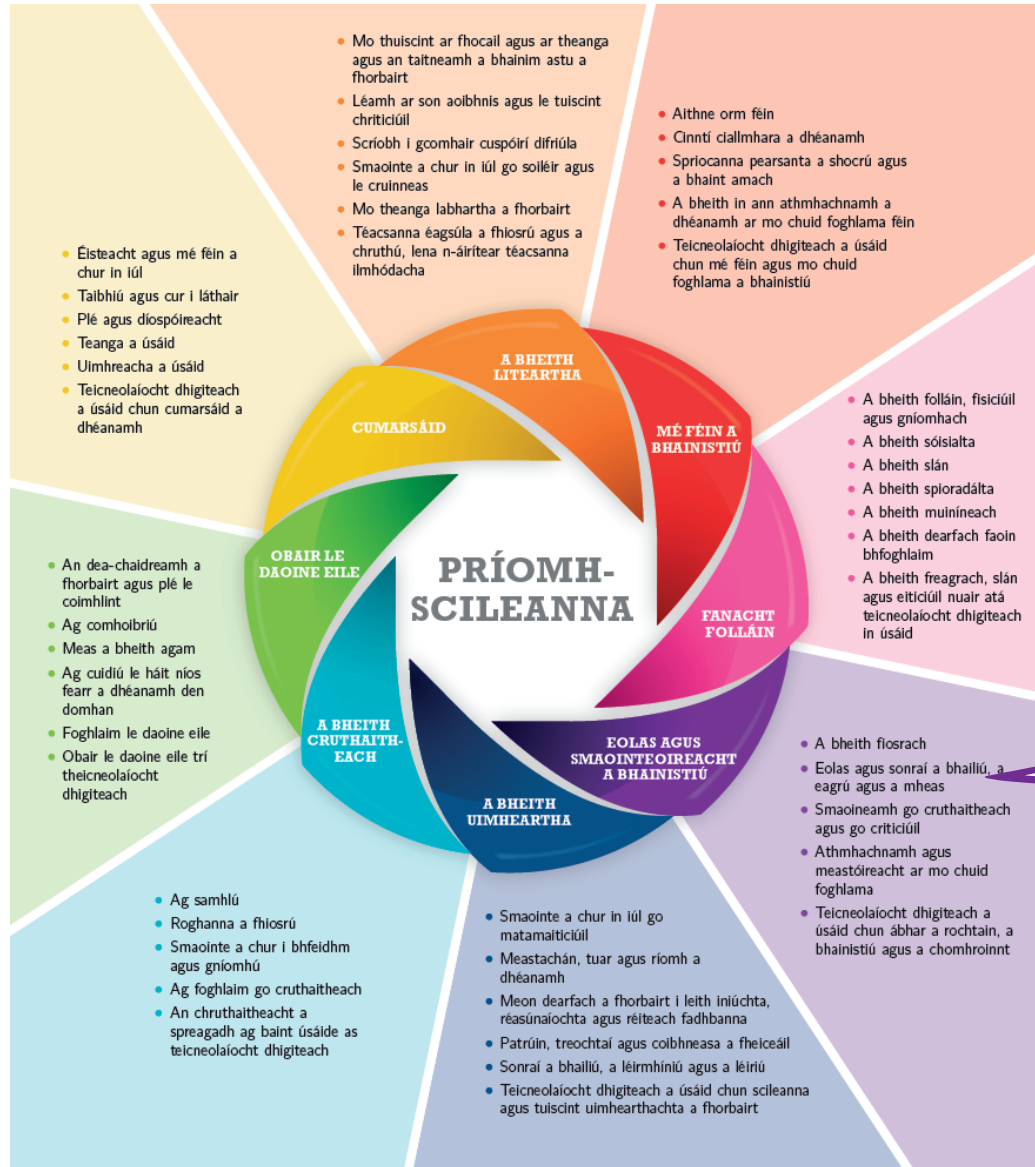 • Mo thuiscint ar fhocail agus ar theanga
agus an taitneamh a bhainim astu a
fhorbairt
• Léamh ar son aoibhnis agus le tuiscint
chriticiúil
• Scríobh i gcomhair cuspóirí difriúla
• Smaointe a chur in iúl go soiléir agus
le cruinneas
• Mo theanga labhartha a fhorbairt
• Téacsanna éagsúla a fhiosrú agus a
chruthú, lena n-áirítear téacsanna
ilmhódacha
• Aithne orm féin
• Cinntí ciallmhara a dhéanamh
• Spriocanna pearsanta a shocrú agus
a bhaint amach
• A bheith in ann athmhachnamh a
dhéanamh ar mo chuid foghlama féin
• Teicneolaíocht dhigiteach a úsáid
chun mé féin agus mo chuid
foghlama a bhainistiú
• Éisteacht agus mé féin a
chur in iúl
• Taibhiú agus cur i láthair
• Plé agus díospóireacht
• Teanga a úsáid
• Uimhreacha a úsáid
• Teicneolaíocht dhigiteach
a úsáid chun cumarsáid a
dhéanamh
A BHEITH
LITEARTHA
MÉ FÉIN A
BHAINISTIÚ
CUMARSÁID
• A bheith folláin, fisiciúil
agus gníomhach
• A bheith sóisialta
• A bheith slán
• A bheith spioradálta
• A bheith muiníneach
• A bheith dearfach faoin
bhfoghlaim
• A bheith freagrach, slán
agus eiticiúil nuair atá
teicneolaíocht dhigiteach
in úsáid
OBAIR LE
DAOINE EILE
PRÍOMH-
SCILEANNA
FANACHT
FOLLÁIN
• An dea-chaidreamh a
fhorbairt agus plé le
coimhlint
• Ag comhoibriú
• Meas a bheith agam
• Ag cuidiú le háit níos
fearr a dhéanamh den
domhan
• Foghlaim le daoine eile
• Obair le daoine eile trí
theicneolaíocht
dhigiteach
A BHEITH
CRUTHAITH-
EACH
A BHEITH
UIMHEARTHA
EOLAS AGUS
SMAOINTEOIREACHT
A BHAINISTIÚ
• A bheith fiosrach
• Eolas agus sonraí a bhailiú, a
eagrú agus a mheas
• Smaoineamh go cruthaitheach
agus go criticiúil
• Athmhachnamh agus
meastóireacht ar mo chuid
foghlama
• Teicneolaíocht dhigiteach a
úsáid chun ábhar a rochtain, a
bhainistiú agus a chomhroinnt
• Ag samhlú
• Roghanna a fhiosrú
• Smaointe a chur i bhfeidhm
agus gníomhú
• Ag foghlaim go cruthaitheach
• An chruthaitheacht a
spreagadh ag baint úsáide as
teicneolaíocht dhigiteach
• Smaointe a chur in iúl go
matamaiticiúil
• Meastachán, tuar agus ríomh a
dhéanamh
• Meon dearfach a fhorbairt i leith iniúchta,
réasúnaíochta agus réiteach fadhbanna
• Patrúin, treochtaí agus coibhneasa a fheiceáil
• Sonraí a bhailiú, a léirmhíniú agus a léiriú
• Teicneolaíocht dhigiteach a úsáid chun scileanna
agus tuiscint uimhearthachta a fhorbairt